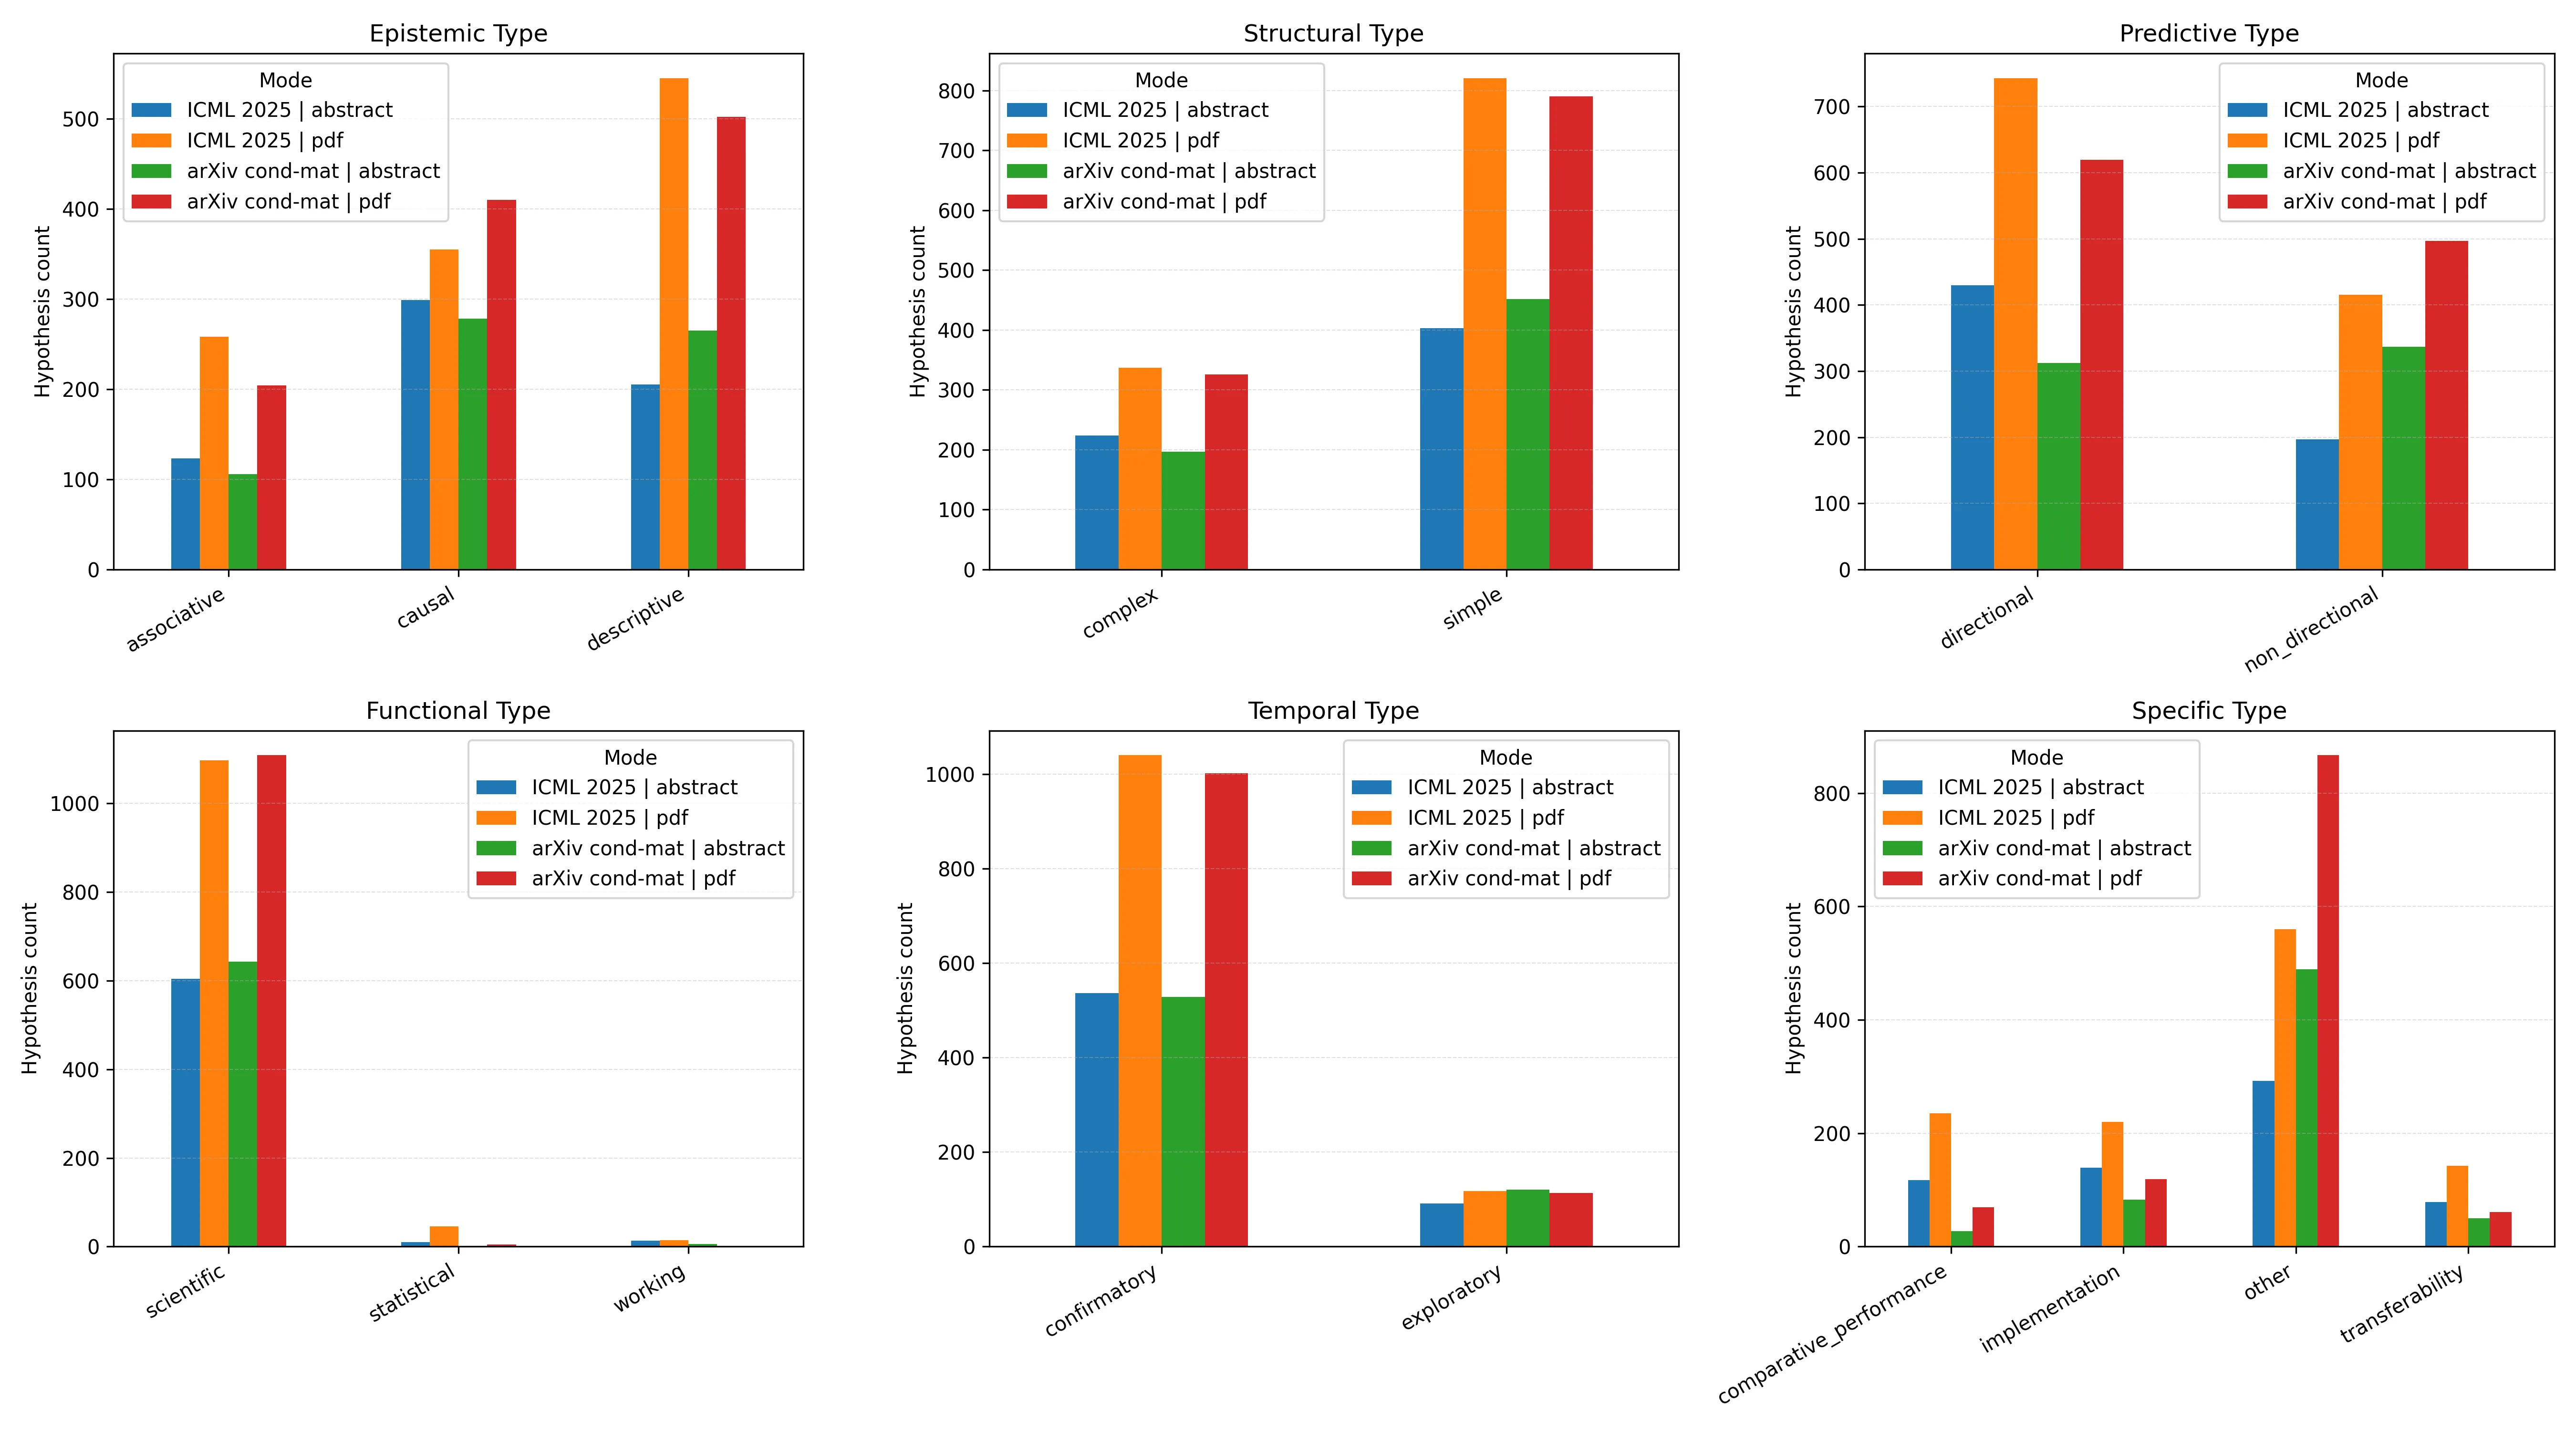 Epistemic Type
Mode
ICML 2025 | abstract
ICML 2025 | pdf
arXiv cond-mat | abstract
arXiv cond-mat | pdf
Hypothesis count
500
400
300
200
100
0
associative
causal
descriptive
Structural Type
Mode
ICML 2025 | abstract
ICML 2025 | pdf
arXiv cond-mat | abstract
arXiv cond-mat | pdf
Hypothesis count
800
700
600
500
400
300
200
100
0
complex
simple
Predictive Type
Mode
ICML 2025 | abstract
ICML 2025 | pdf
arXiv cond-mat | abstract
arXiv cond-mat | pdf
Hypothesis count
700
600
500
400
300
200
100
0
directional
non_directional
Functional Type
Mode
ICML 2025 | abstract
ICML 2025 | pdf
arXiv cond-mat | abstract
arXiv cond-mat | pdf
Hypothesis count
1000
800
600
400
200
0
scientific
statistical
working
Temporal Type
Mode
ICML 2025 | abstract
ICML 2025 | pdf
arXiv cond-mat | abstract
arXiv cond-mat | pdf
Hypothesis count
1000
800
600
400
200
0
confirmatory
exploratory
Specific Type
Mode
ICML 2025 | abstract
ICML 2025 | pdf
arXiv cond-mat | abstract
arXiv cond-mat | pdf
Hypothesis count
800
600
400
200
0
comparative_performance
implementation
other
transferability